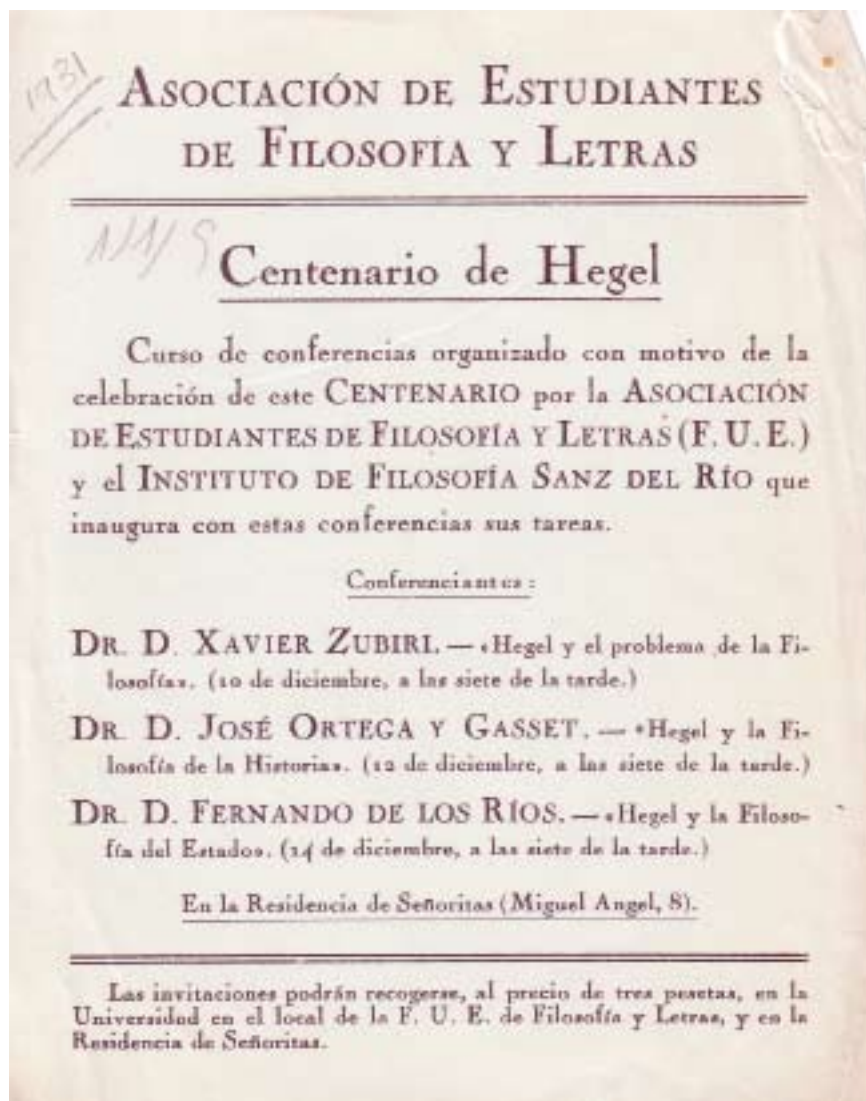 1931
ASOCIACIÓN DE ESTUDIANTES
DE FILOSOFÍA Y LETRAS
Centenario de Hegel
Curso de conferencias organizado con motivo de la
celebración de este CENTENARIO por la ASOCIACIÓN
DE ESTUDIANTES DE FILOSOFÍA Y LETRAS (F. U. E.)
y el INSTITUTO DE FILOSOFÍA SANZ DEL RÍO que
inaugura con estas conferencias sus tareas.
Conferenciantes:
DR. D. XAVIER ZUBIRI. — «Hegel y el problema de la Fi-
losofía». (10 de diciembre, a las siete de la tarde.)
DR. D. JOSÉ ORTEGA Y GASSET. — «Hegel y la Fi-
losofía de la Historia». (12 de diciembre, a las siete de la tarde.)
DR. D. FERNANDO DE LOS RÍOS. — «Hegel y la Filoso-
fía del Estado». (14 de diciembre, a las siete de la tarde.)
En la Residencia de Señoritas (Miguel Angel, 8).
Las invitaciones podrán recogerse, al precio de tres pesetas, en la
Universidad en el local de la F. U. E. de Filosofía y Letras, y en la
Residencia de Señoritas.